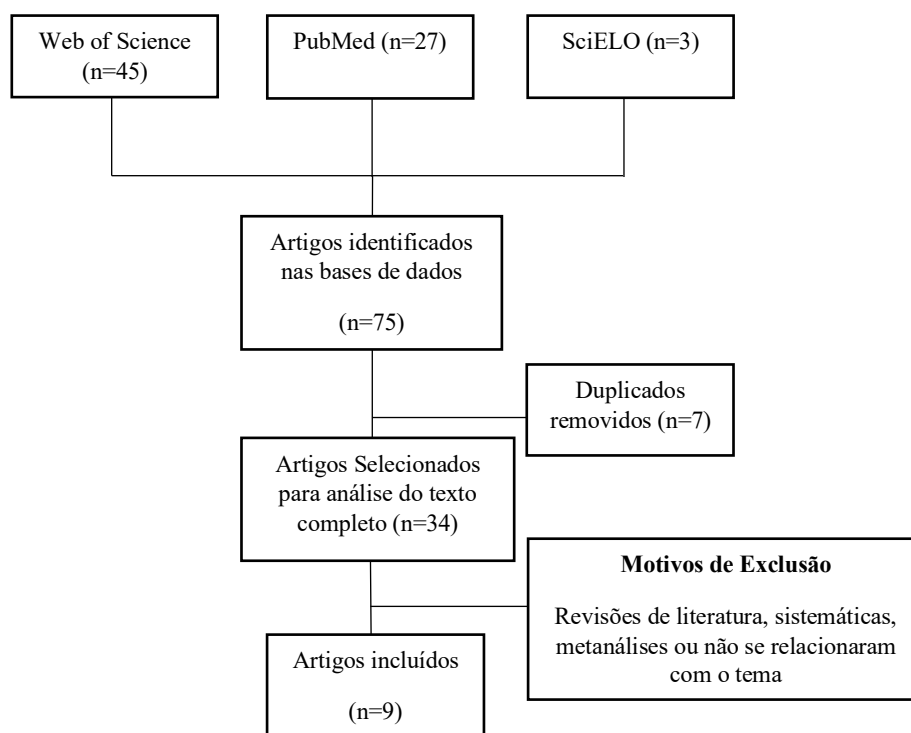 Web of Science
(n=45)
PubMed (n=27)
SciELO (n=3)
Artigos identificados
nas bases de dados
(n=75)
Duplicados
removidos (n=7)
Artigos Selecionados
para análise do texto
completo (n=34)
Motivos de Exclusão
Revisões de literatura, sistemáticas,
metanálises ou não se relacionaram
com o tema
Artigos incluídos
(n=9)